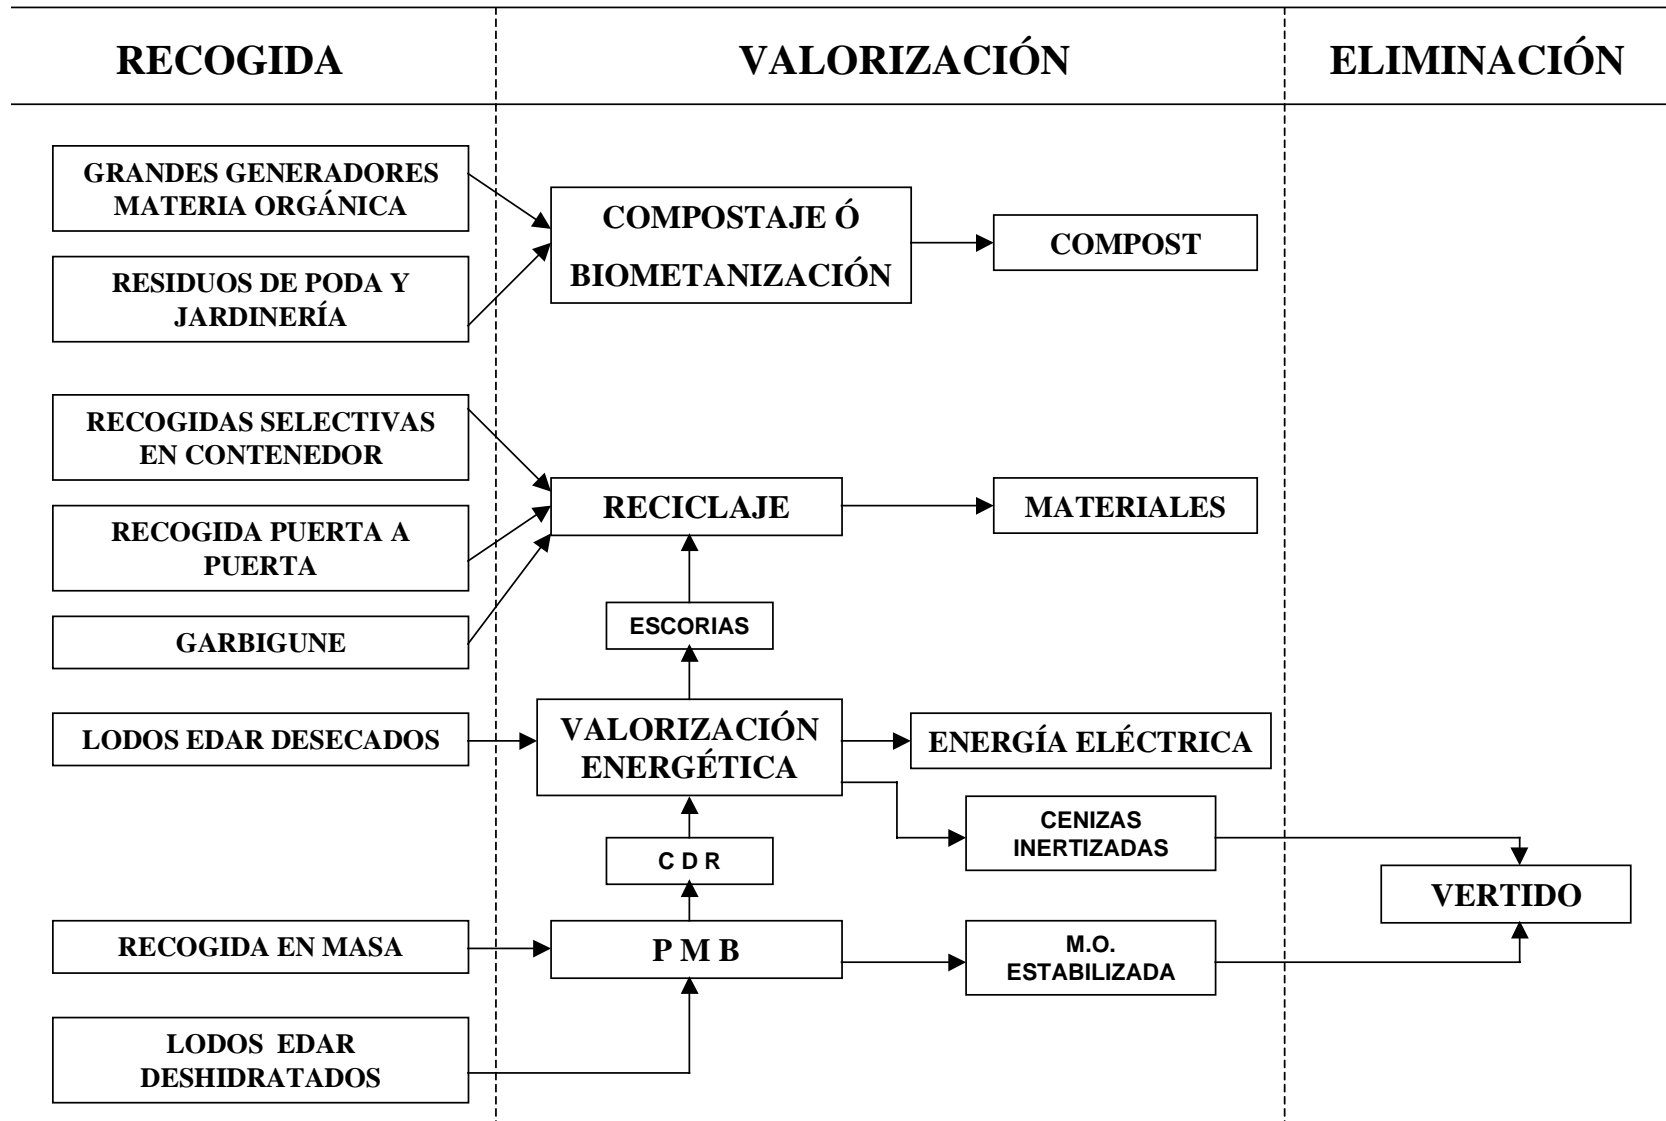 RECOGIDA
VALORIZACIÓN
ELIMINACIÓN
GRANDES GENERADORES
MATERIA ORGÁNICA
RESIDUOS DE PODA Y
JARDINERÍA
COMPOSTAJE Ó
BIOMETANIZACIÓN
COMPOST
RECOGIDAS SELECTIVAS
EN CONTENEDOR
RECOGIDA PUERTA A
PUERTA
GARBIGUNE
RECICLAJE
MATERIALES
ESCORIAS
LODOS EDAR DESECADOS
VALORIZACIÓN
ENERGÉTICA
ENERGÍA ELÉCTRICA
CENIZAS
INERTIZADAS
C D R
VERTIDO
RECOGIDA EN MASA
P M B
M.O.
ESTABILIZADA
LODOS EDAR
DESHIDRATADOS